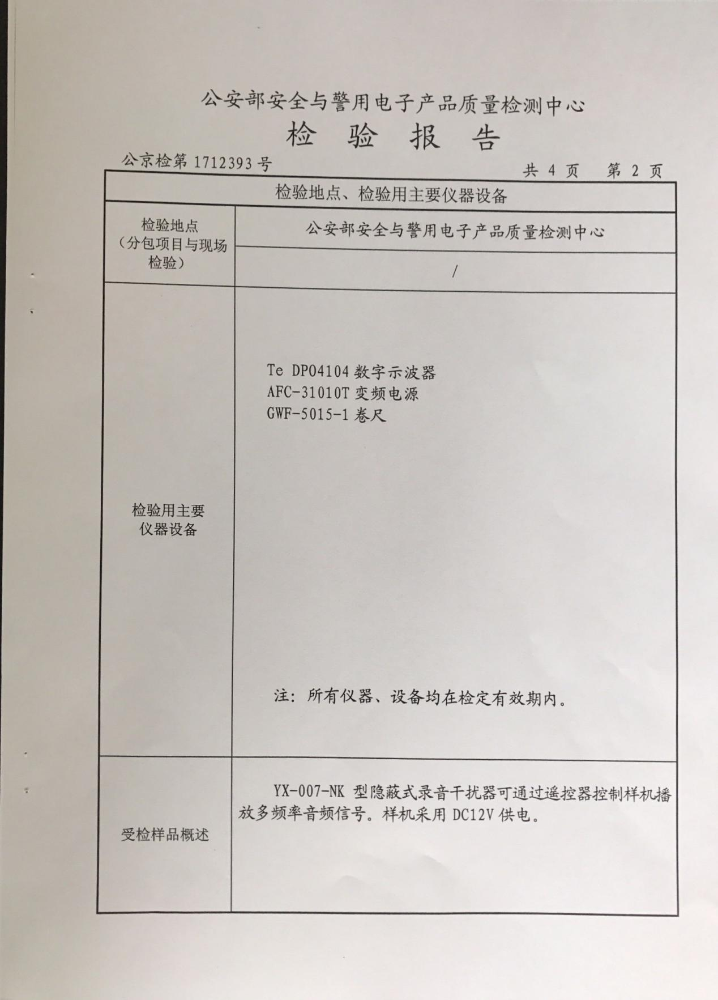 公安部安全与警用电子产品质量检测中心
检验报告
公京检第1712393号
共 4 页 第 2 页
检验地点、检验用主要仪器设备
检验地点
（分包项目与现场
检验）
公安部安全与警用电子产品质量检测中心
/
检验用主要
仪器设备
Te DPO4104 数字示波器
AFC-31010T 变频电源
GWF-5015-1 卷尺
注：所有仪器、设备均在检定有效期内。
受检样品概述
YX-007-NK 型隐蔽式录音干扰器可通过遥控器控制样机播
放多频率音频信号。样机采用 DC12V 供电。